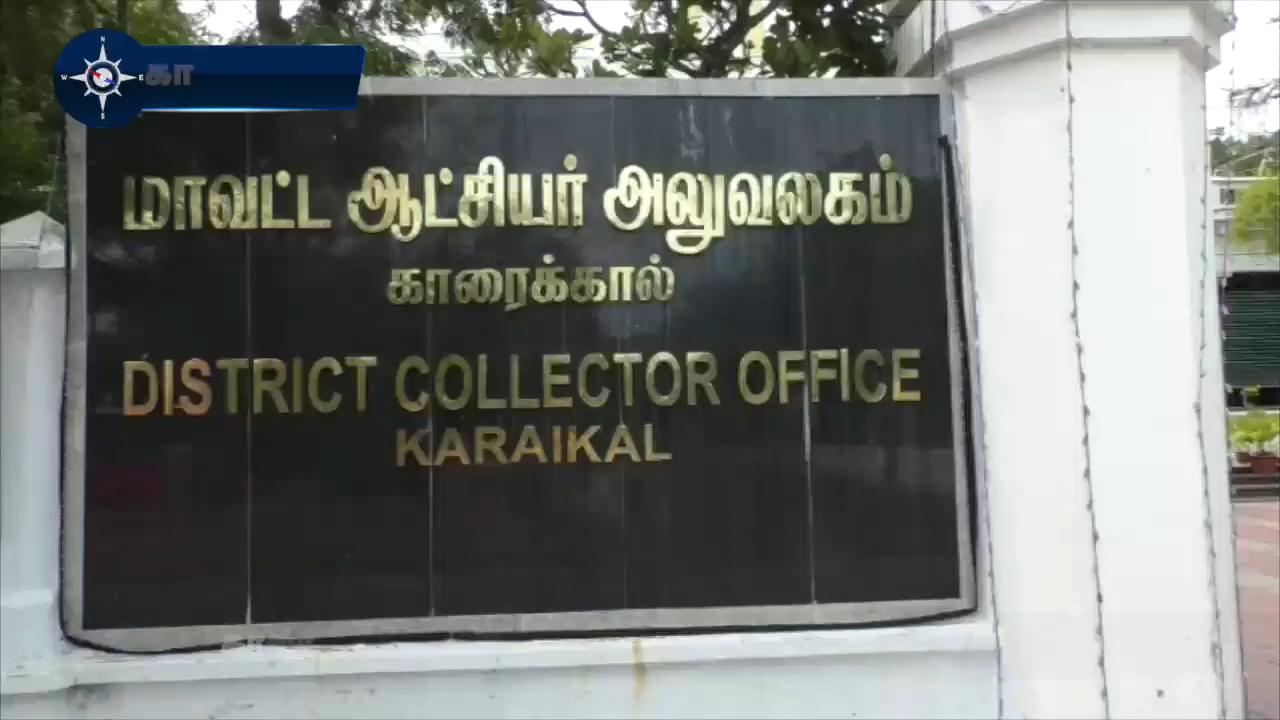 கா
மாவட்ட ஆட்சியர் அலுவலகம்
காரைக்கால்
DISTRICT COLLECTOR OFFICE
KARAIKAL